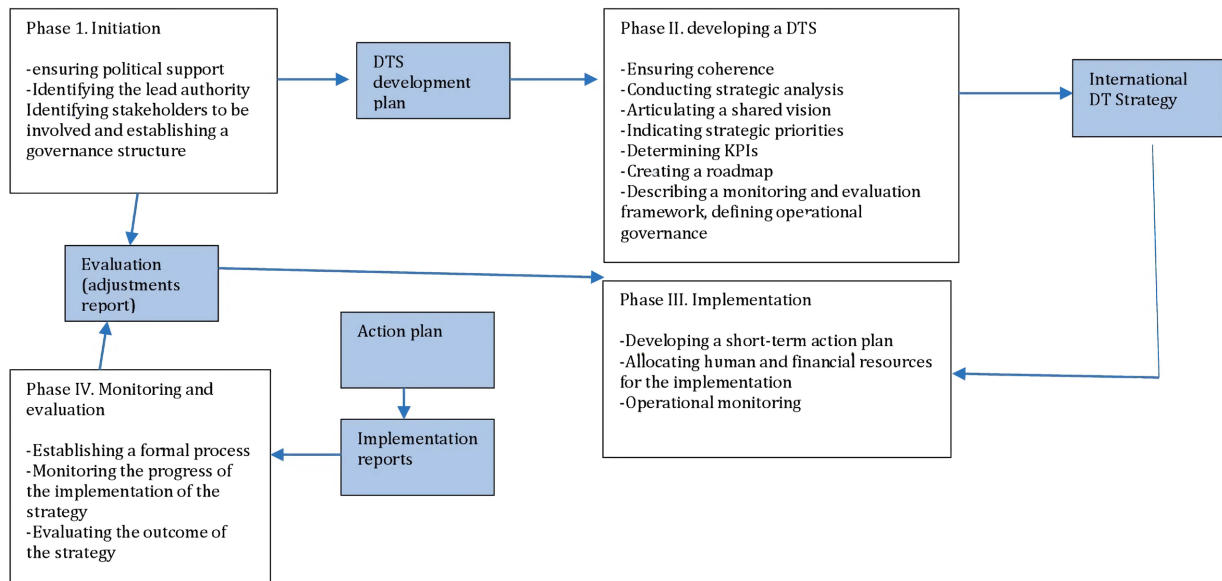 Phase 1. Initiation
-ensuring political support
-Identifying the lead authority
Identifying stakeholders to be
involved and establishing a
governance structure
DTS
development
plan
Phase II. developing a DTS
-Ensuring coherence
-Conducting strategic analysis
-Articulating a shared vision
-Indicating strategic priorities
-Determining KPIs
-Creating a roadmap
-Describing a monitoring and evaluation
framework, defining operational
governance
International
DT Strategy
Evaluation
(adjustments
report)
Action plan
Phase III. Implementation
-Developing a short-term action plan
-Allocating human and financial resources
for the implementation
-Operational monitoring
Phase IV. Monitoring and
evaluation
-Establishing a formal process
-Monitoring the progress of
the implementation of the
strategy
-Evaluating the outcome of
the strategy
Implementation
reports